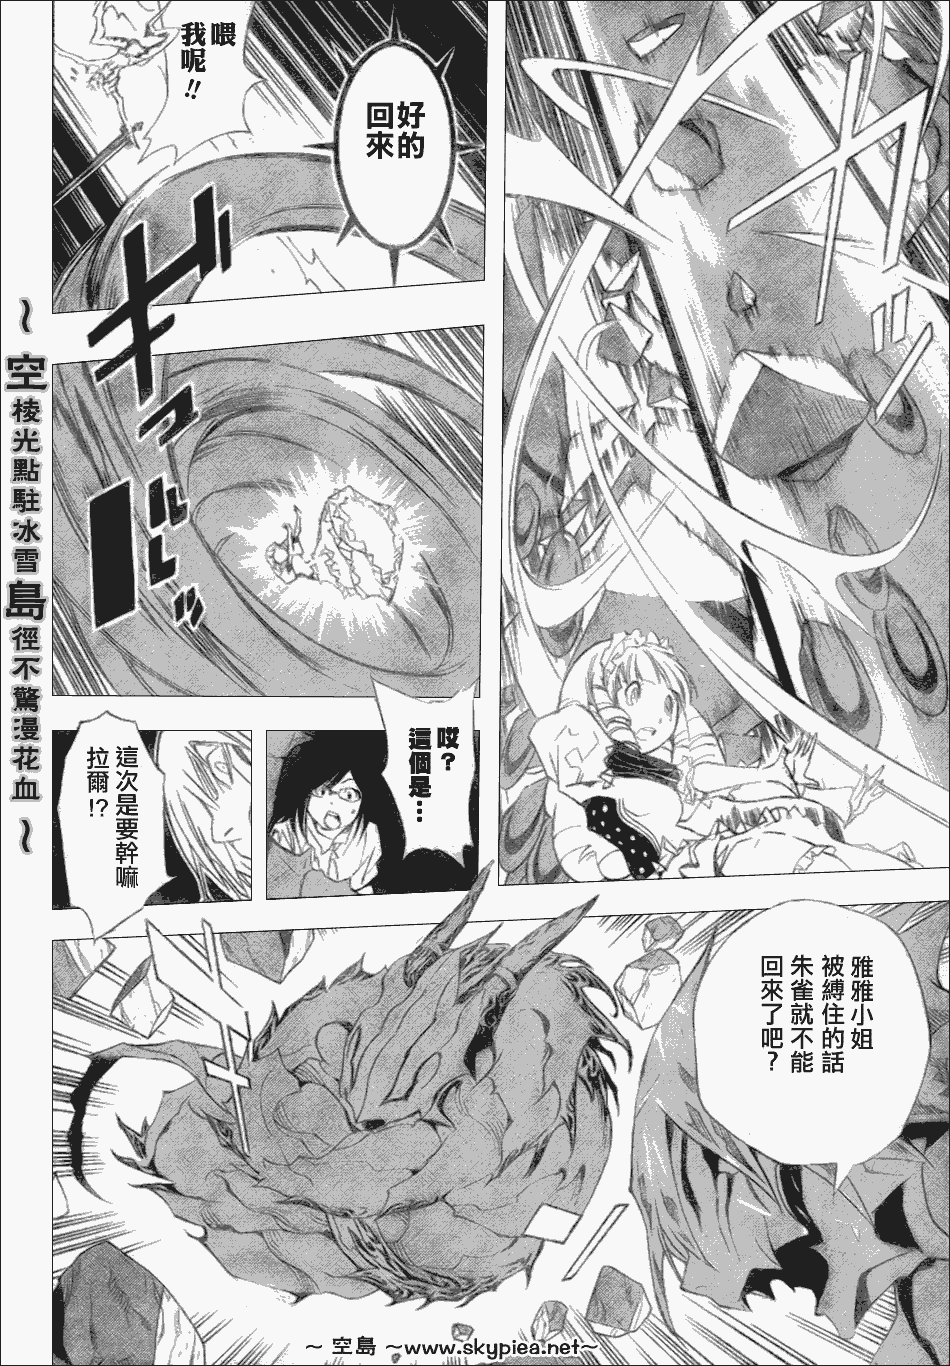 好的
回來
喂
我呢!!
哎？
這個是…
這次是要幹嘛
拉爾!?
雅雅小姐
被縛住的話
朱雀就不能
回來了吧？
～空棱光點駐冰雪島徑不驚漫花血～
～ 空島 ～www.skypiea.net～